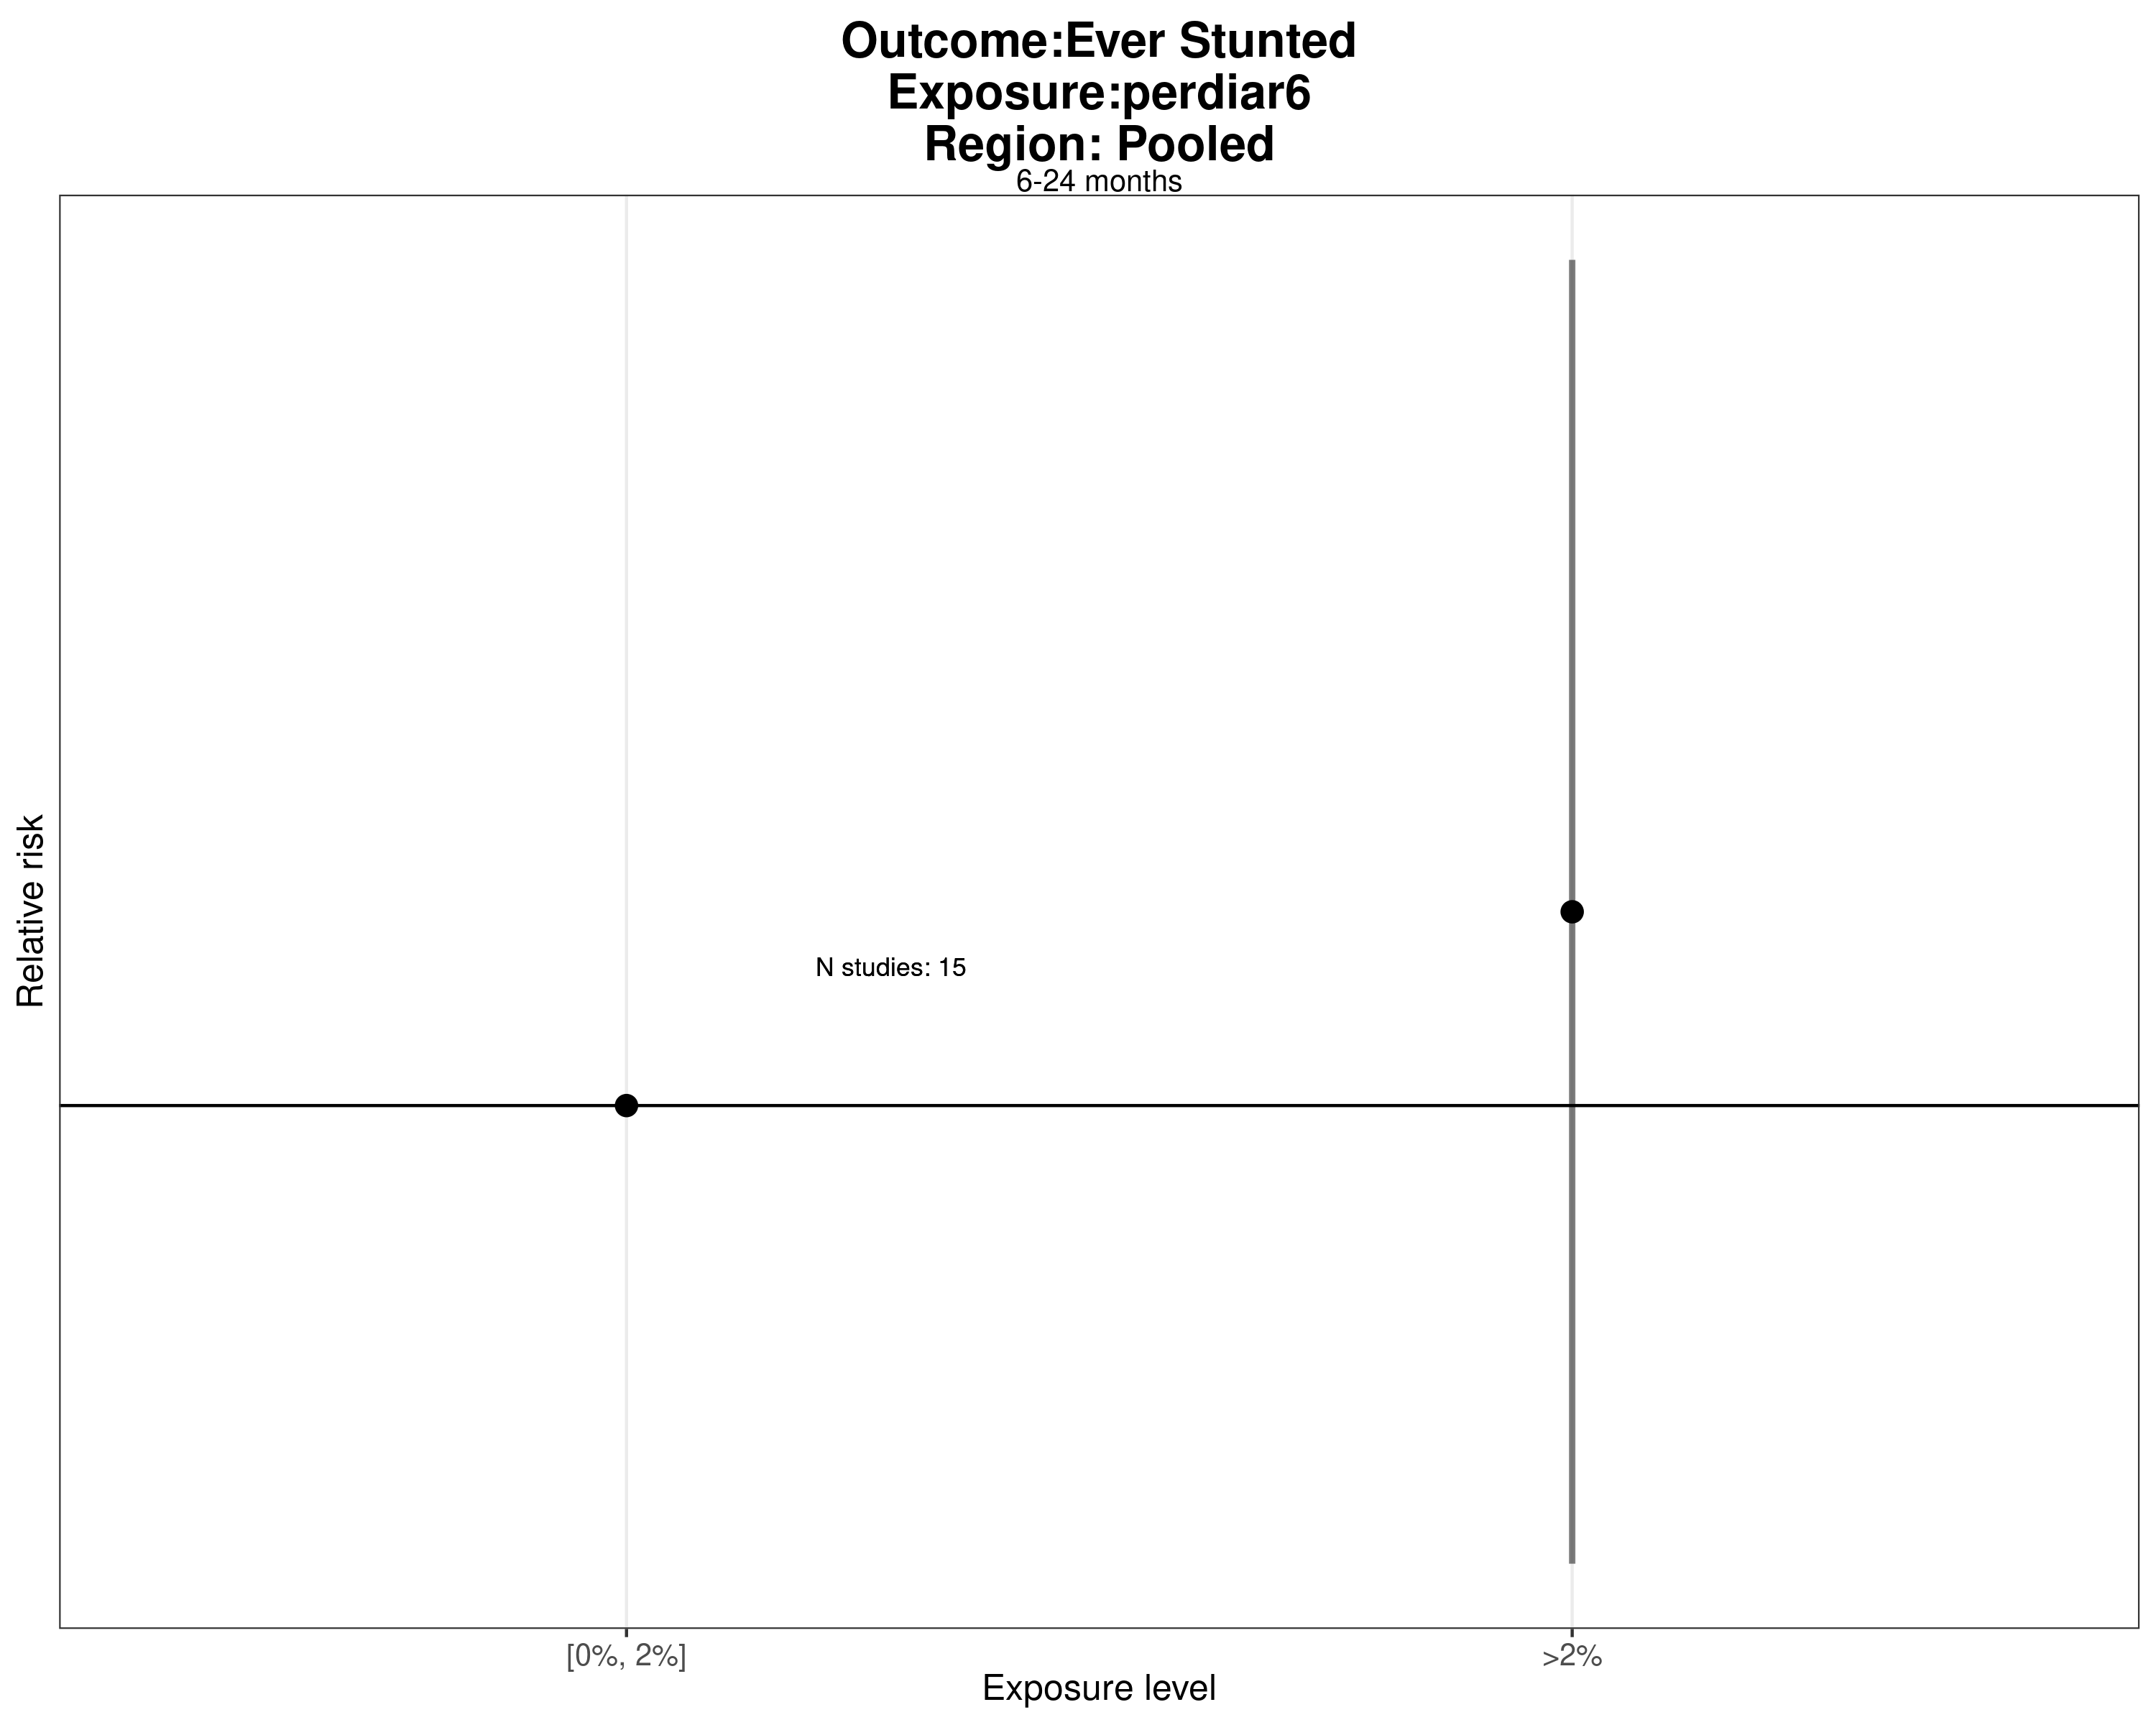 Outcome:Ever Stunted
Exposure:perdiar6
Region: Pooled
6-24 months
Relative risk
N studies: 15
[0%, 2%]
>2%
Exposure level